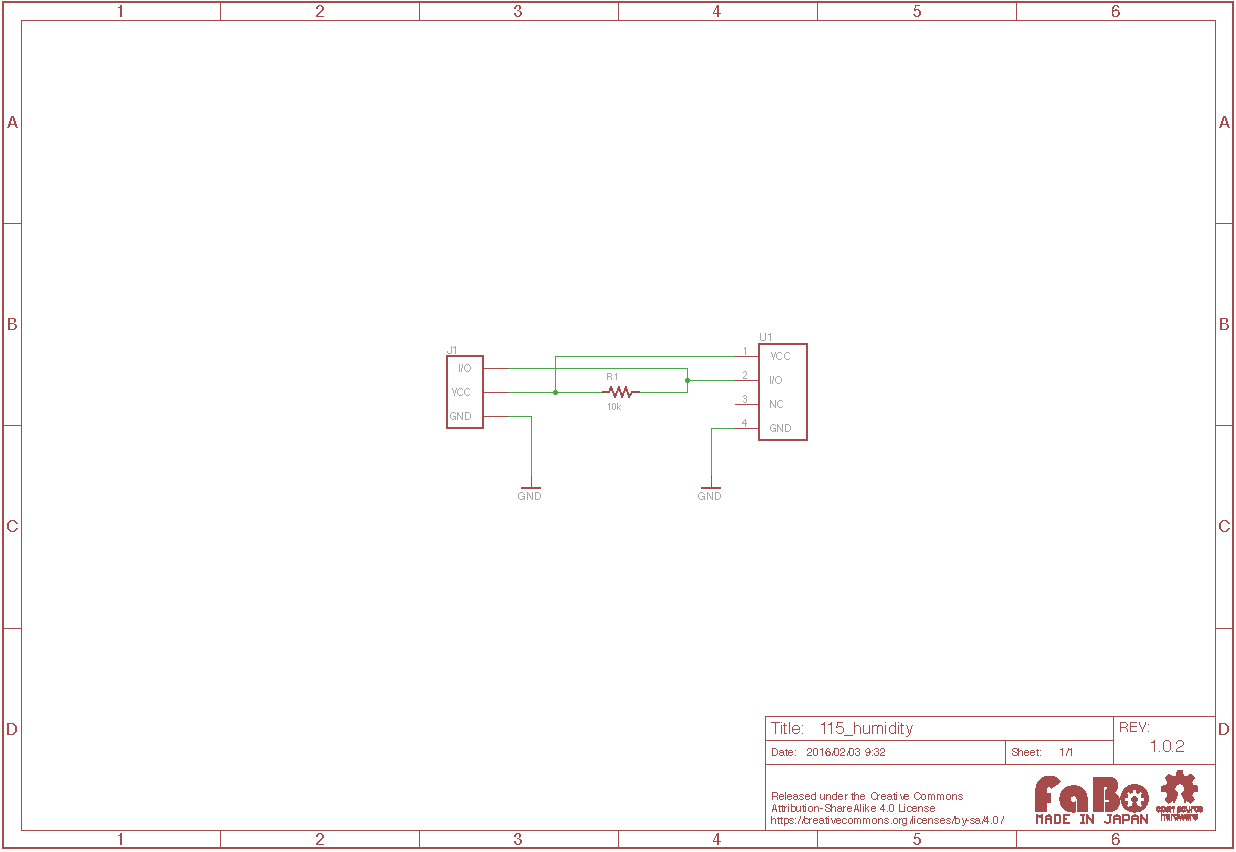 1 2 3 4 5 6
A A
B B
C C
D D
J1
I/O
VCC
GND
R1
10k
U1
1 VCC
2 I/O
3 NC
4 GND
GND GND
Title: 115_humidity
REV:
1.0.2
Date: 2016/02/03 9:32
Sheet: 1/1
Released under the Creative Commons
Attribution-ShareAlike 4.0 License
https://creativecommons.org/licenses/by-sa/4.0/
FaBo
MADE IN JAPAN
open source
hardware
1 2 3 4 5 6